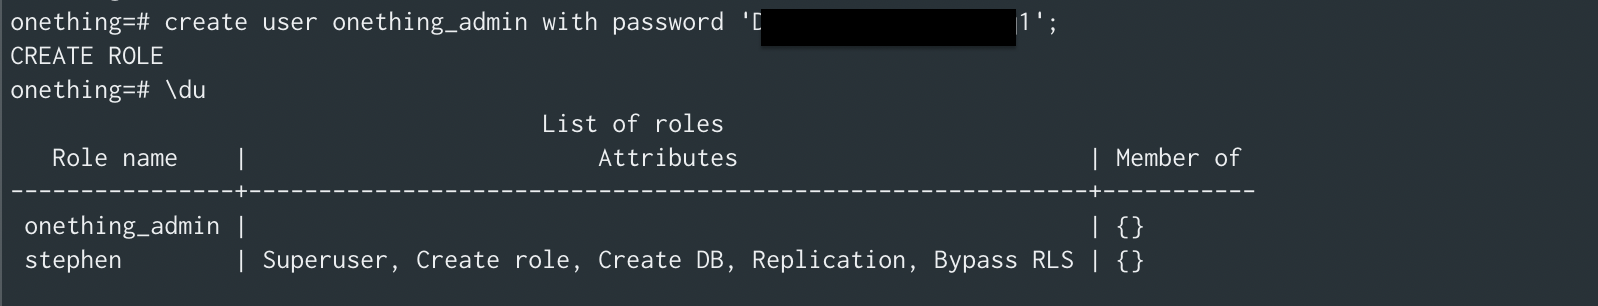 onething=# create user onething_admin with password 'D 1';
CREATE ROLE
onething=# \du
List of roles
Role name | Attributes | Member of
----------------+------------------------------------------------------------+-----------
onething_admin | | {}
stephen | Superuser, Create role, Create DB, Replication, Bypass RLS | {}